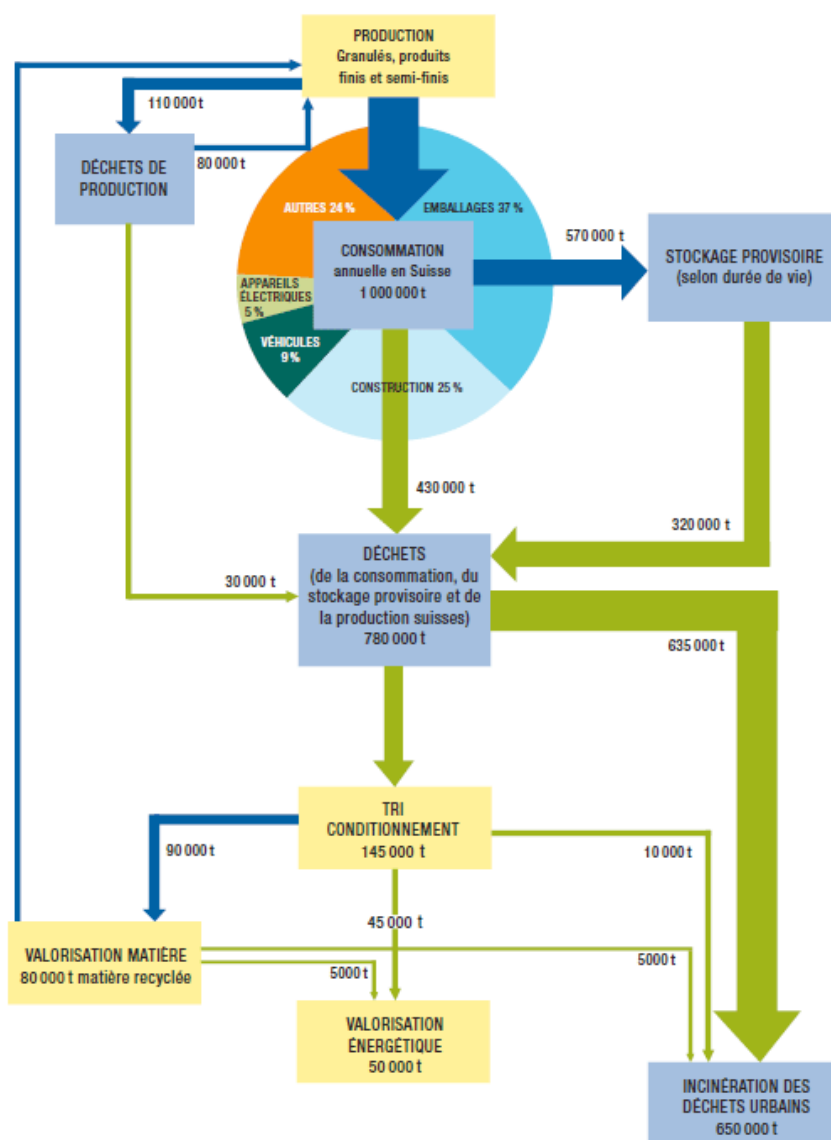 PRODUCTION
Granulés, produits
finis et semi-finis
110 000 t
DÉCHETS DE
PRODUCTION
80 000 t
AUTRES 24 %
EMBALLAGES 37 %
CONSOMMATION
annuelle en Suisse
1 000 000 t
570 000 t
STOCKAGE PROVISOIRE
(selon durée de vie)
APPAREILS
ÉLECTRIQUES
5 %
VÉHICULES
9 %
CONSTRUCTION 25 %
430 000 t
320 000 t
30 000 t
DÉCHETS
(de la consommation, du
stockage provisoire et de
la production suisses)
780 000 t
635 000 t
TRI
CONDITIONNEMENT
145 000 t
90 000 t
10 000 t
45 000 t
VALORISATION MATIÈRE
80 000 t matière recyclée
5000 t
5000 t
VALORISATION
ÉNERGÉTIQUE
50 000 t
INCINÉRATION DES
DÉCHETS URBAINS
650 000 t